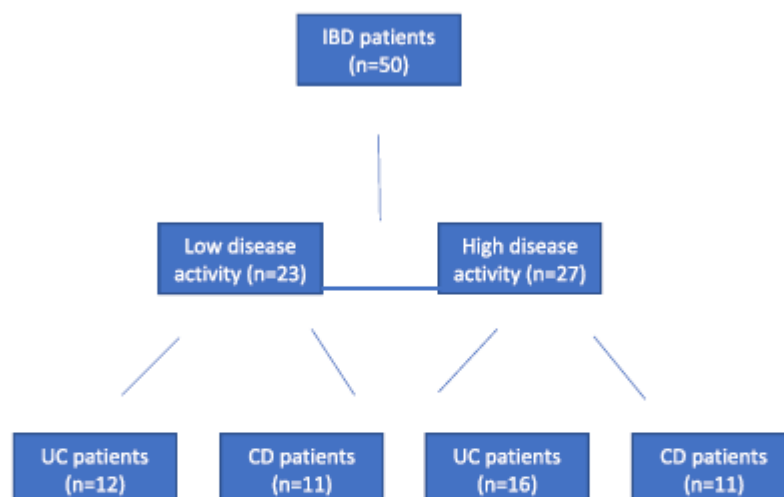 IBD patients
(n=50)
Low disease
activity (n=23)
High disease
activity (n=27)
UC patients
(n=12)
CD patients
(n=11)
UC patients
(n=16)
CD patients
(n=11)